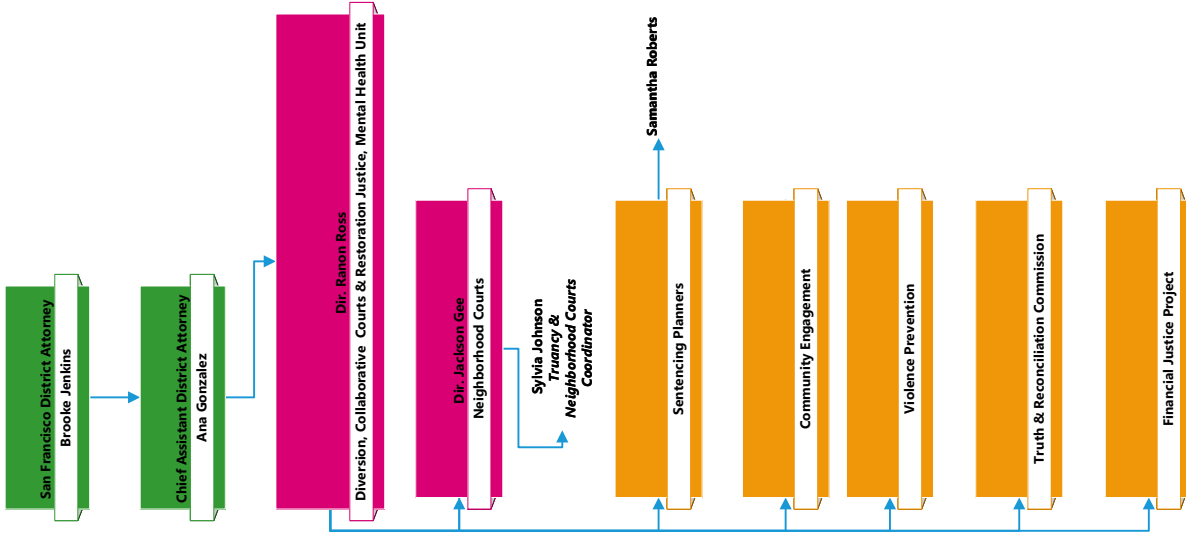 San Francisco District Attorney
Brooke Jenkins
Chief Assistant District Attorney
Ana Gonzalez
Dir. Ranon Ross
Diversion, Collaborative Courts & Restoration Justice, Mental Health Unit
Dir. Jackson Gee
Neighborhood Courts
Sylvia Johnson
Truancy &
Neighborhood Courts
Coordinator
Samantha Roberts
Sentencing Planners
Community Engagement
Violence Prevention
Truth & Reconciliation Commission
Financial Justice Project